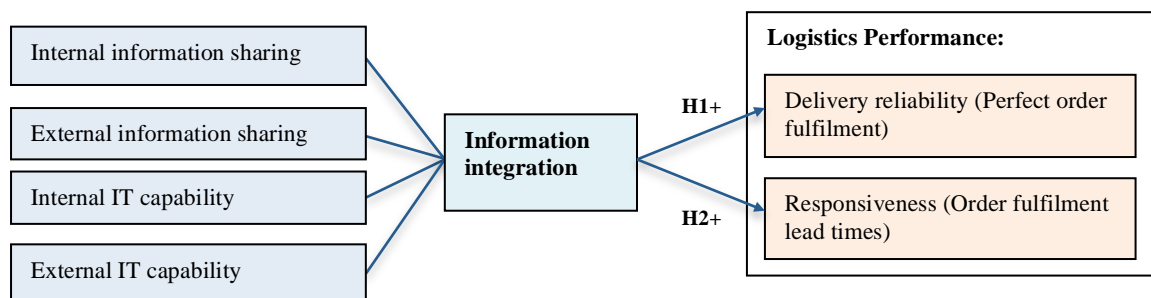 Internal information sharing
External information sharing
Internal IT capability
External IT capability
Information
integration
H1+
H2+
Logistics Performance:
Delivery reliability (Perfect order
fulfilment)
Responsiveness (Order fulfilment
lead times)